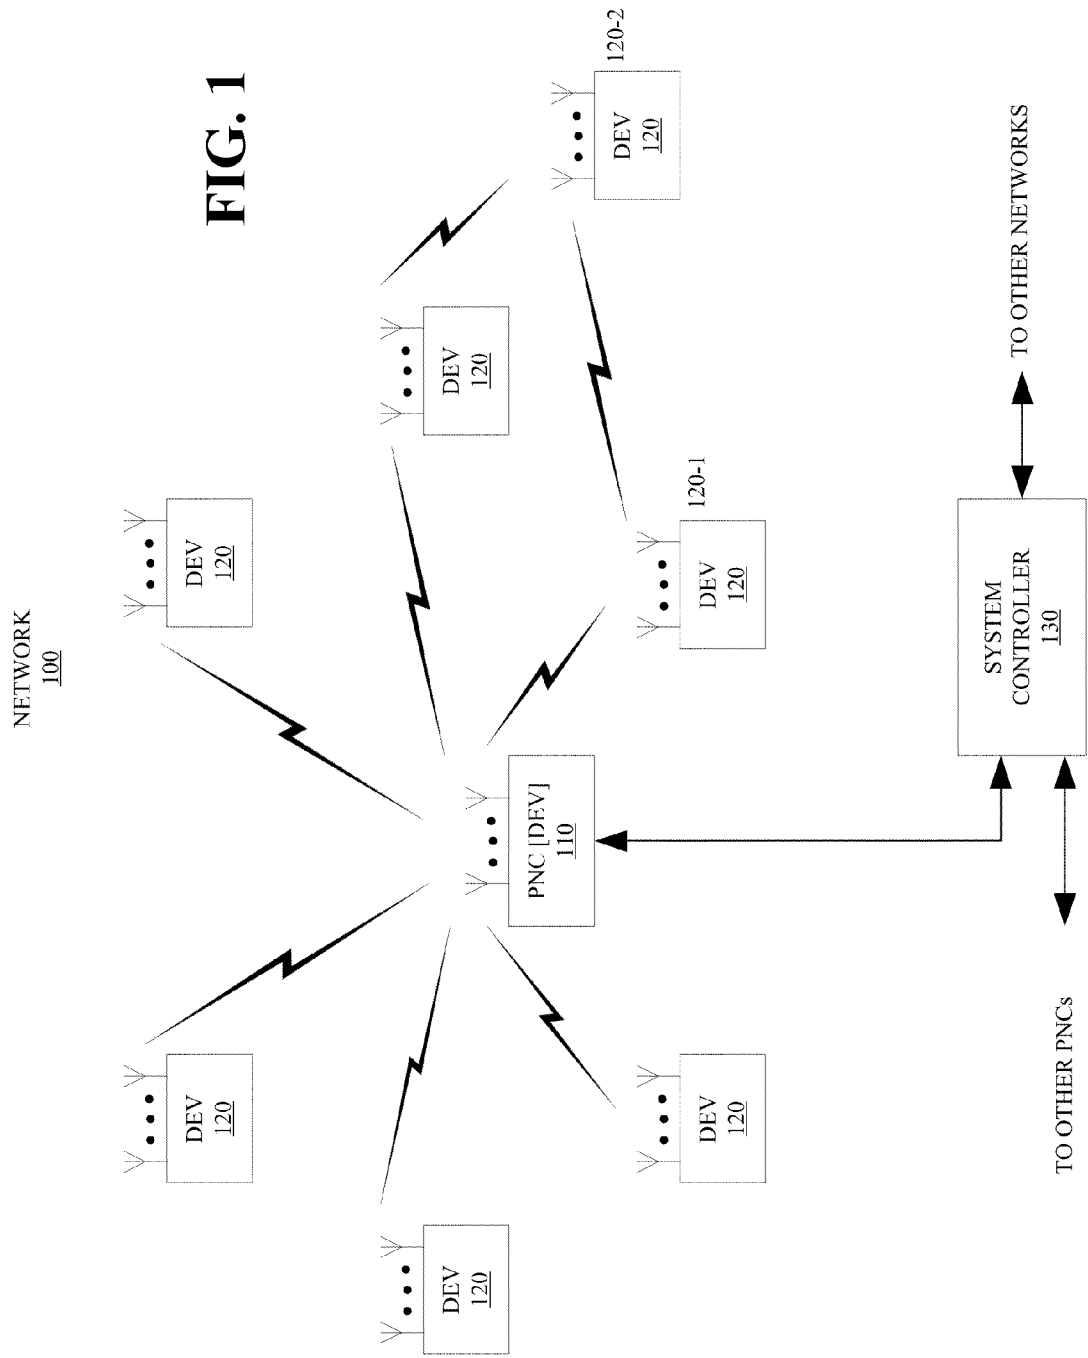 NETWORK
100
DEV
120
DEV
120
FIG. 1
DEV
120
DEV
120
PNC [DEV]
110
120-2
DEV
120
DEV
120
120-1
DEV
120
SYSTEM
CONTROLLER
130
TO OTHER NETWORKS
TO OTHER PNCs